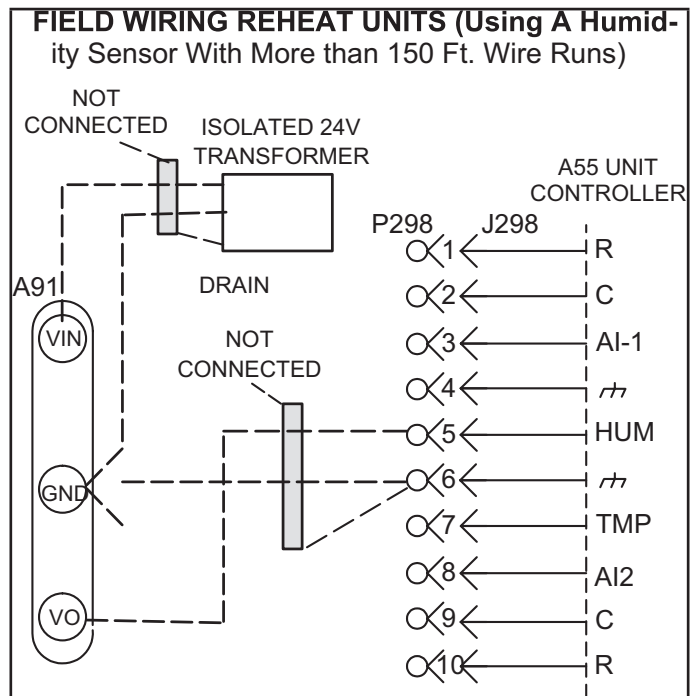 FIELD WIRING REHEAT UNITS (Using A Humid-
ity Sensor With More than 150 Ft. Wire Runs)
NOT
CONNECTED
ISOLATED 24V
TRANSFORMER
A55 UNIT
CONTROLLER
P298 J298
1 R
A91
DRAIN
2 C
VIN
NOT
CONNECTED
3 AI-1
4
5 HUM
GND
6
7 TMP
8 AI2
VO
9 C
10 R